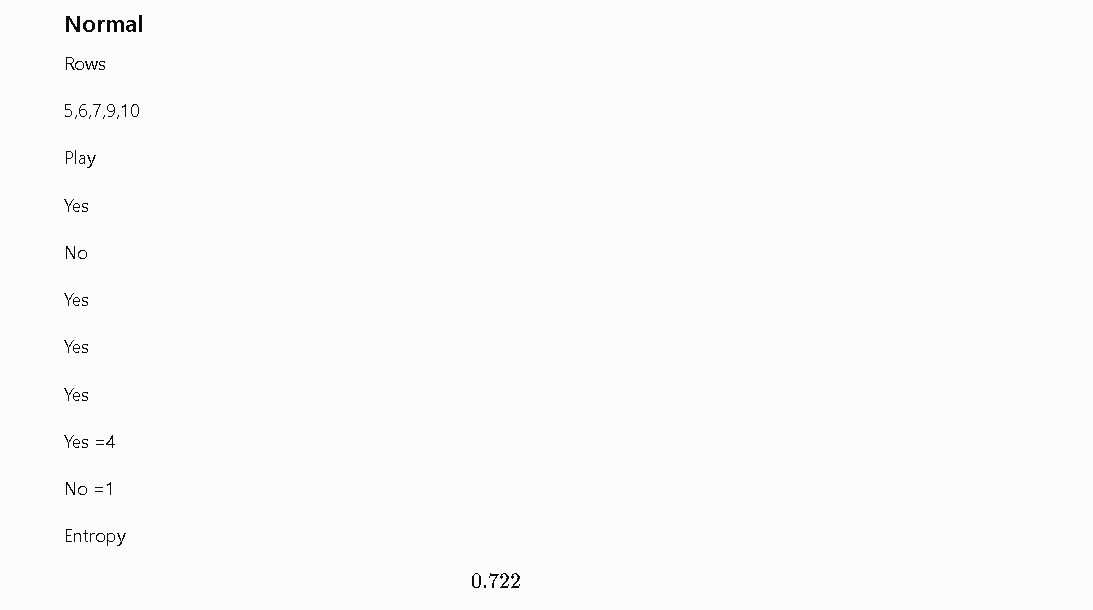 Normal
Rows
5,6,7,9,10
Play
Yes
No
Yes
Yes
Yes
Yes =4
No =1
Entropy
0.722